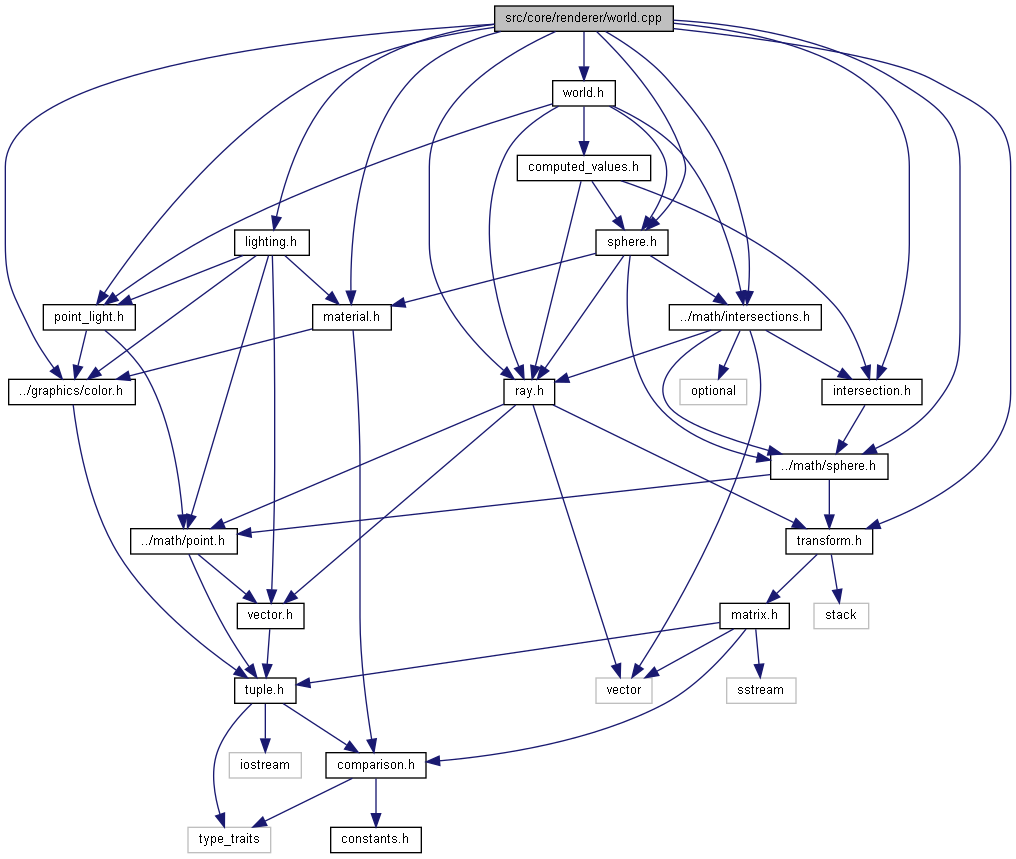 src/core/renderer/world.cpp
world.h
computed_values.h
lighting.h
sphere.h
point_light.h
material.h
../math/intersections.h
../graphics/color.h
ray.h
optional
intersection.h
../math/sphere.h
../math/point.h
transform.h
vector.h
matrix.h
stack
tuple.h
vector
sstream
iostream
comparison.h
type_traits
constants.h